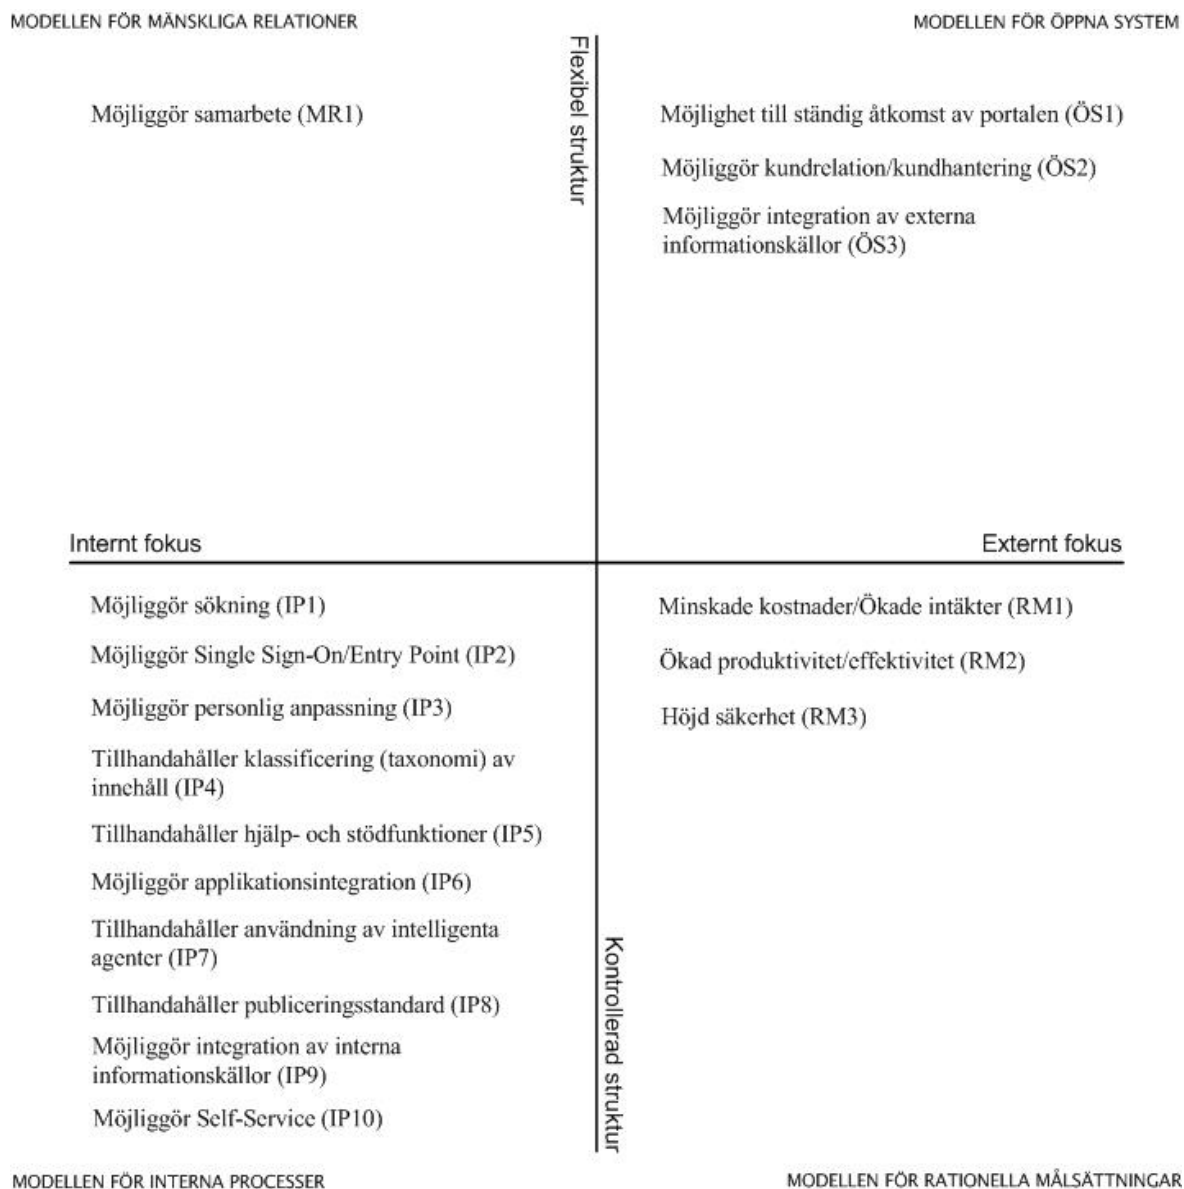 MODELLEN FÖR MÄNSKLIGA RELATIONER
MODELLEN FÖR ÖPPNA SYSTEM
Flexibel struktur
Möjliggör samarbete (MR1)
Möjlighet till ständig åtkomst av portalen (ÖS1)
Möjliggör kundrelation/kundhantering (ÖS2)
Möjliggör integration av externa
informationskällor (ÖS3)
Internt fokus
Externt fokus
Möjliggör sökning (IP1)
Möjliggör Single Sign-On/Entry Point (IP2)
Möjliggör personlig anpassning (IP3)
Tillhandahåller klassificering (taxonomi) av
innehåll (IP4)
Tillhandahåller hjälp- och stödfunktioner (IP5)
Möjliggör applikationsintegration (IP6)
Tillhandahåller användning av intelligenta
agenter (IP7)
Tillhandahåller publiceringsstandard (IP8)
Möjliggör integration av interna
informationskällor (IP9)
Möjliggör Self-Service (IP10)
Minskade kostnader/Ökade intäkter (RM1)
Ökad produktivitet/effektivitet (RM2)
Höjd säkerhet (RM3)
Kontrollerad struktur
MODELLEN FÖR INTERNA PROCESSER
MODELLEN FÖR RATIONELLA MÅLSÄTTNINGAR